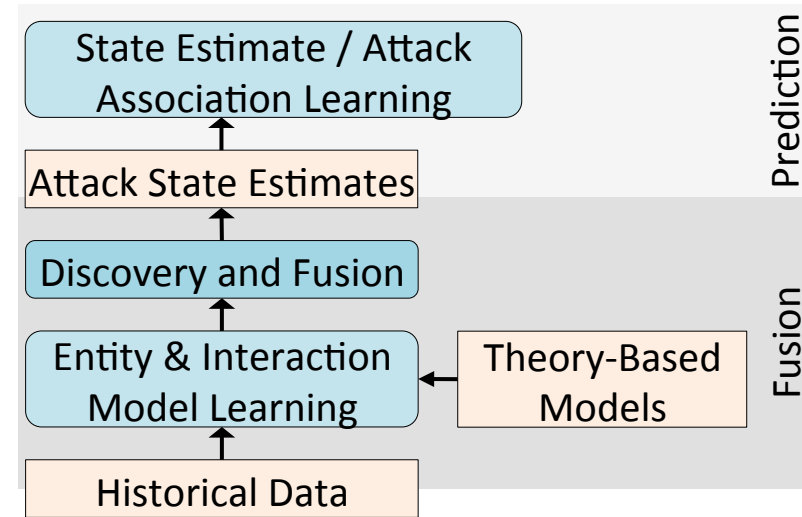 State Estimate / Attack
Association Learning
Prediction
Attack State Estimates
Discovery and Fusion
Fusion
Entity & Interaction
Model Learning
Theory-Based
Models
Historical Data